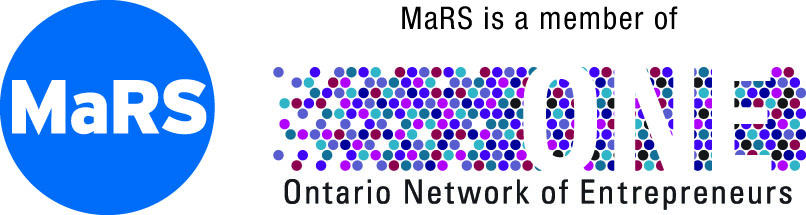 MaRS
MaRS is a member of
ONE
Ontario Network of Entrepreneurs